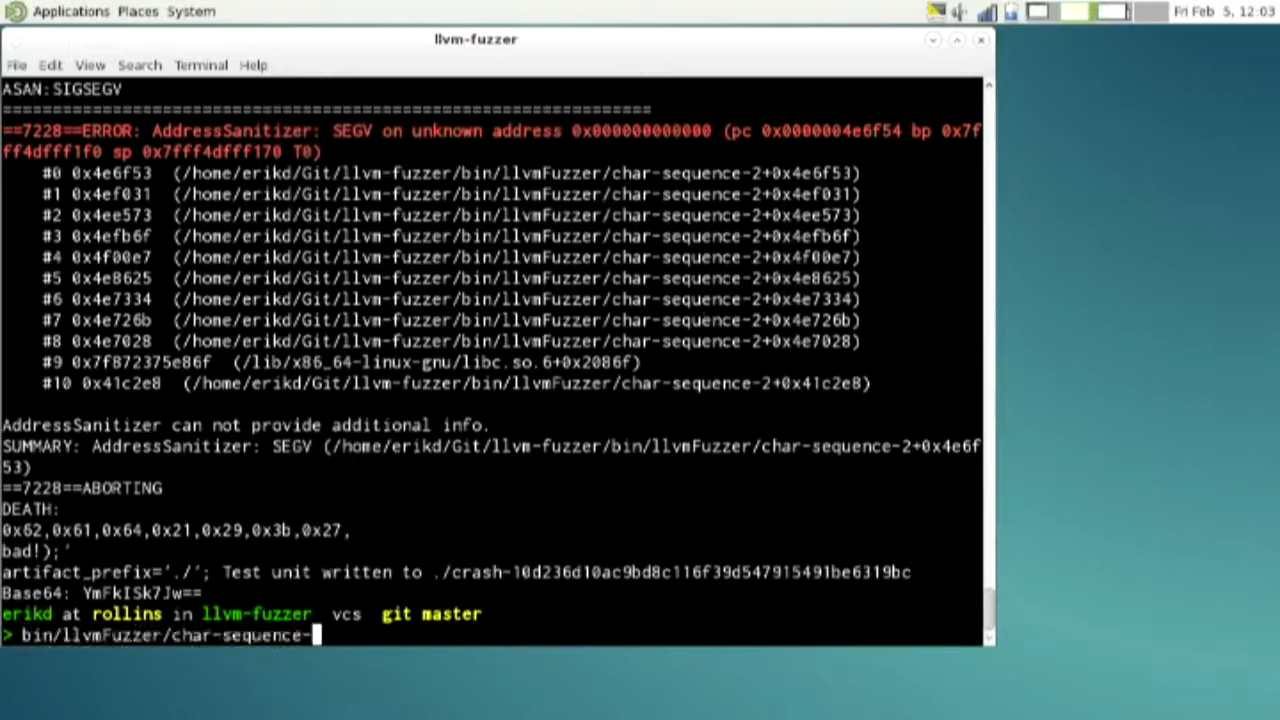 Applications Places System
Fri Feb 5, 12:03
llvm-fuzzer
File Edit View Search Terminal Help
ASAN:SIGSEGV
=================================================================
==7228==ERROR: AddressSanitizer: SEGV on unknown address 0x000000000000 (pc 0x0000004e6f54 bp 0x7f
ff4dfff1f0 sp 0x7fff4dfff170 T0)
#0 0x4e6f53 (/home/erikd/Git/llvm-fuzzer/bin/llvmFuzzer/char-sequence-2+0x4e6f53)
#1 0x4ef031 (/home/erikd/Git/llvm-fuzzer/bin/llvmFuzzer/char-sequence-2+0x4ef031)
#2 0x4ee573 (/home/erikd/Git/llvm-fuzzer/bin/llvmFuzzer/char-sequence-2+0x4ee573)
#3 0x4efb6f (/home/erikd/Git/llvm-fuzzer/bin/llvmFuzzer/char-sequence-2+0x4efb6f)
#4 0x4f00e7 (/home/erikd/Git/llvm-fuzzer/bin/llvmFuzzer/char-sequence-2+0x4f00e7)
#5 0x4e8625 (/home/erikd/Git/llvm-fuzzer/bin/llvmFuzzer/char-sequence-2+0x4e8625)
#6 0x4e7334 (/home/erikd/Git/llvm-fuzzer/bin/llvmFuzzer/char-sequence-2+0x4e7334)
#7 0x4e726b (/home/erikd/Git/llvm-fuzzer/bin/llvmFuzzer/char-sequence-2+0x4e726b)
#8 0x4e7028 (/home/erikd/Git/llvm-fuzzer/bin/llvmFuzzer/char-sequence-2+0x4e7028)
#9 0x7f872375e86f (/lib/x86_64-linux-gnu/libc.so.6+0x2086f)
#10 0x41c2e8 (/home/erikd/Git/llvm-fuzzer/bin/llvmFuzzer/char-sequence-2+0x41c2e8)
AddressSanitizer can not provide additional info.
SUMMARY: AddressSanitizer: SEGV (/home/erikd/Git/llvm-fuzzer/bin/llvmFuzzer/char-sequence-2+0x4e6f
53)
==7228==ABORTING
DEATH:
0x62,0x61,0x64,0x21,0x29,0x3b,0x27,
bad!);'
artifact_prefix='./'; Test unit written to ./crash-10d236d10ac9bd8c116f39d547915491be6319bc
Base64: YmFkISk7Jw==
erikd at rollins in llvm-fuzzer vcs git master
> bin/llvmFuzzer/char-sequence-